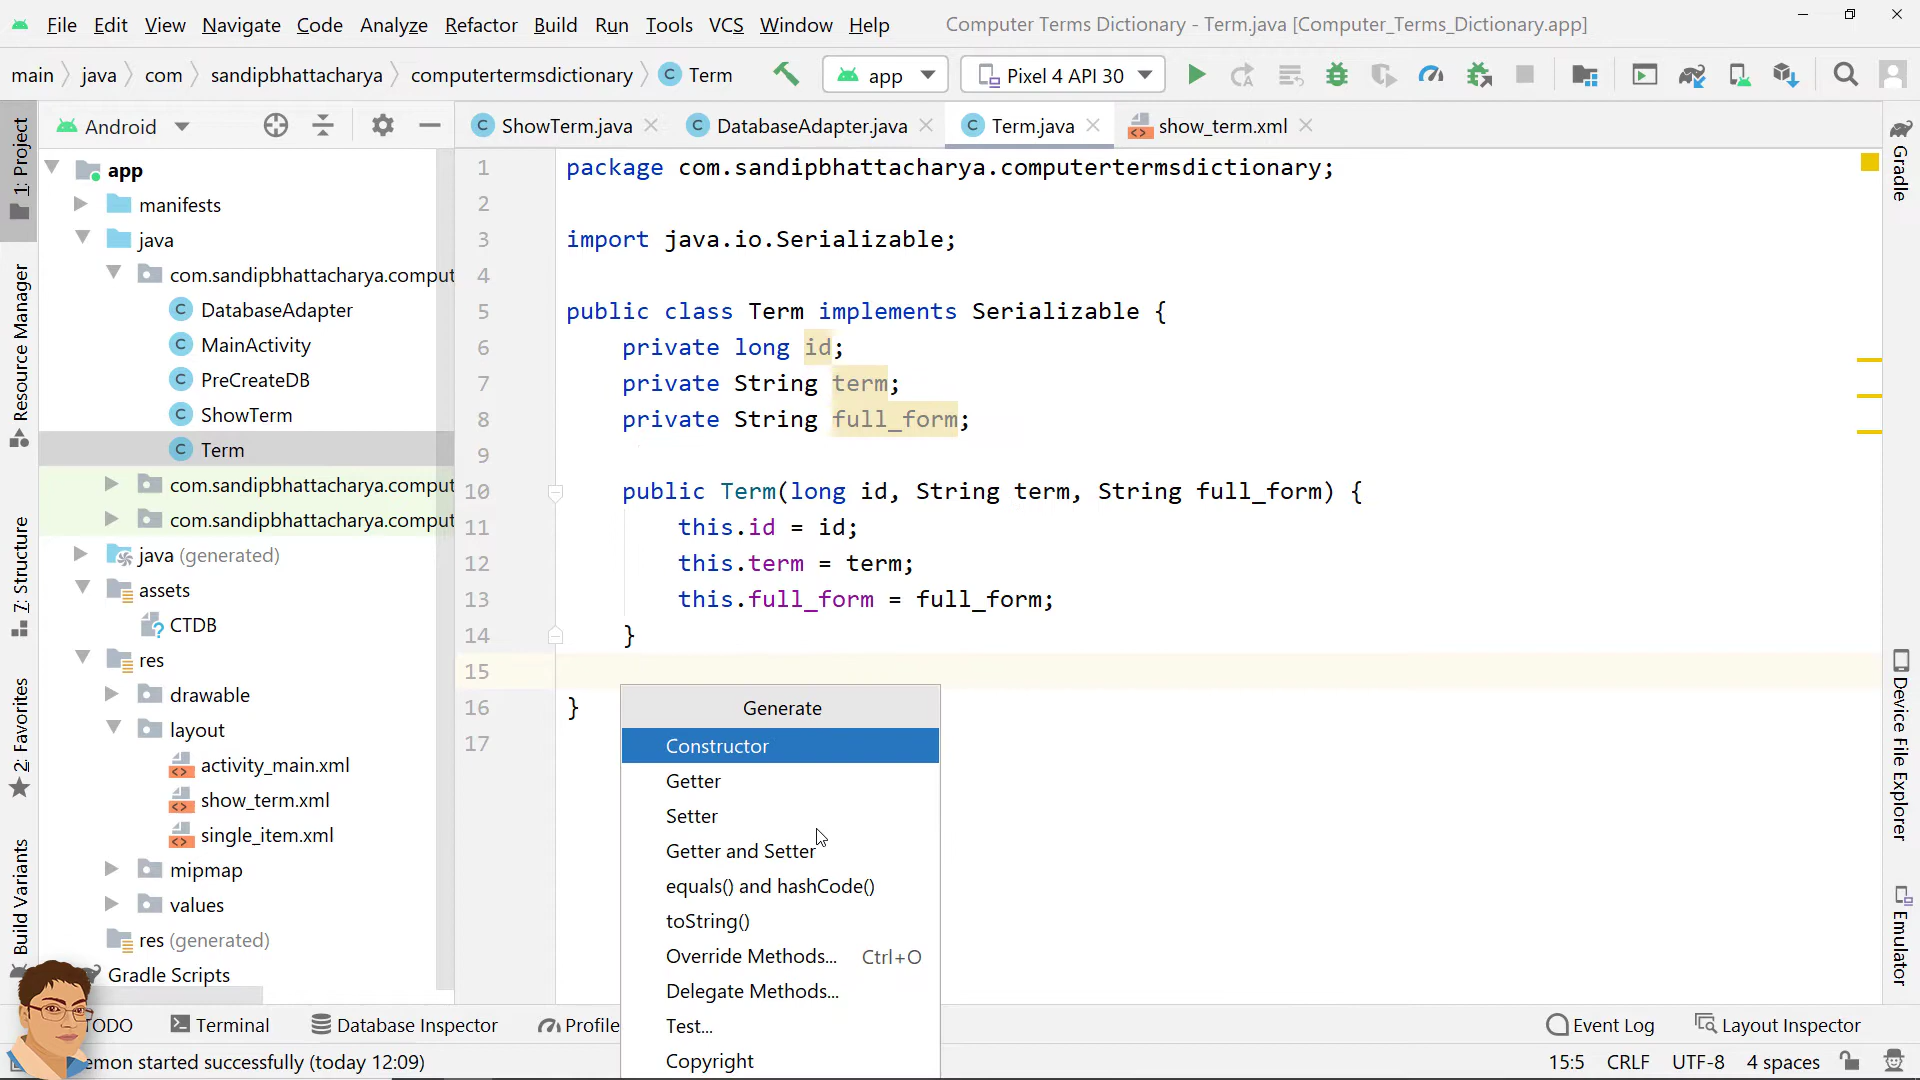 File Edit View Navigate Code Analyze Refactor Build Run Tools VCS Window Help Computer Terms Dictionary - Term.java [Computer_Terms_Dictionary.app]
main java com sandipbhattacharya computertermsdictionary Term app Pixel 4 API 30
Android ShowTerm.java DatabaseAdapter.java Term.java show_term.xml
1: Project
Resource Manager
7: Structure
2: Favorites
Build Variants
app
manifests
java
com.sandipbhattacharya.comput
DatabaseAdapter
MainActivity
PreCreateDB
ShowTerm
Term
com.sandipbhattacharya.comput
com.sandipbhattacharya.comput
java (generated)
assets
CTDB
res
drawable
layout
activity_main.xml
show_term.xml
single_item.xml
mipmap
values
res (generated)
Gradle Scripts
1 package com.sandipbhattacharya.computertermsdictionary;
2
3 import java.io.Serializable;
4
5 public class Term implements Serializable {
6 private long id;
7 private String term;
8 private String full_form;
9
10 public Term(long id, String term, String full_form) {
11 this.id = id;
12 this.term = term;
13 this.full_form = full_form;
14 }
15
16 }
17
Generate
Constructor
Getter
Setter
Getter and Setter
equals() and hashCode()
toString()
Override Methods... Ctrl+O
Delegate Methods...
Test...
Copyright
Gradle
Device File Explorer
Emulator
TODO Terminal Database Inspector Profile Event Log Layout Inspector
emon started successfully (today 12:09) 15:5 CRLF UTF-8 4 spaces